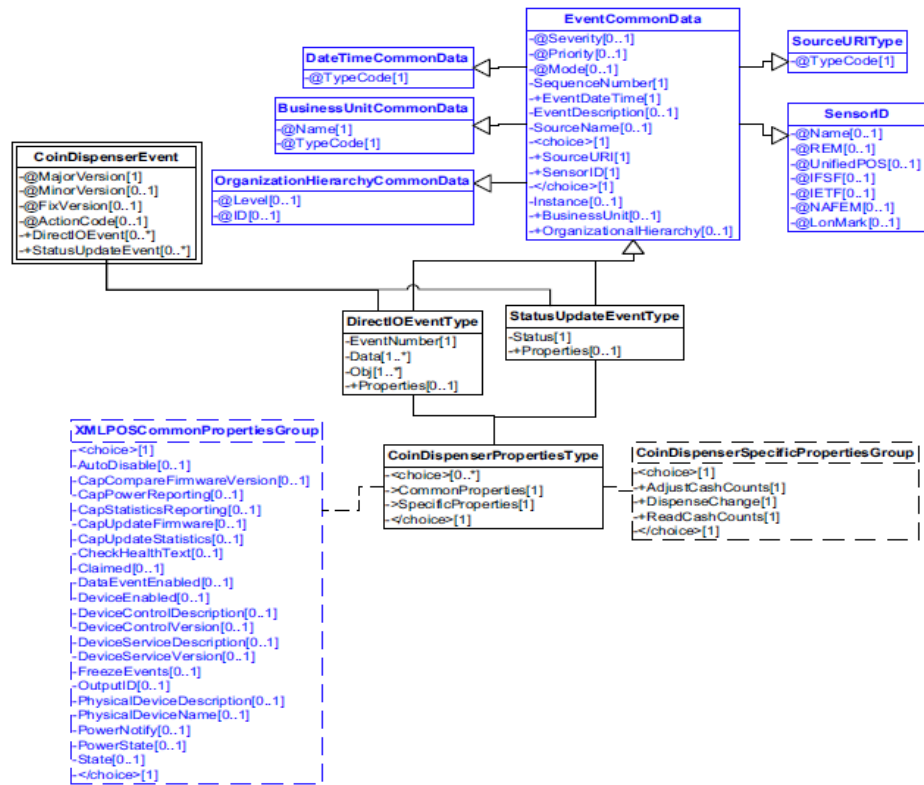 EventCommonData
-@Severity[0..1]
-@Priority[0..1]
-@Mode[0..1]
-SequenceNumber[1]
-+EventDateTime[1]
-EventDescription[0..1]
-SourceName[0..1]
-<choice>[1]
-+SourceURI[1]
-+SensorID[1]
-</choice>[1]
-Instance[0..1]
-+BusinessUnit[0..1]
-+OrganizationalHierarchy[0..1]
DateTimeCommonData
-@TypeCode[1]
BusinessUnitCommonData
-@Name[1]
-@TypeCode[1]
OrganizationHierarchyCommonData
-@Level[0..1]
-@ID[0..1]
SourceURIType
-@TypeCode[1]
SensorID
-@Name[0..1]
-@REM[0..1]
-@UnifiedPOS[0..1]
-@IFSF[0..1]
-@IETF[0..1]
-@NAFEM[0..1]
-@LonMark[0..1]
CoinDispenserEvent
-@MajorVersion[1]
-@MinorVersion[0..1]
-@FixVersion[0..1]
-@ActionCode[0..1]
-+DirectIOEvent[0..*]
-+StatusUpdateEvent[0..*]
DirectIOEventType
-EventNumber[1]
-Data[1..*]
-Obj[1..*]
-+Properties[0..1]
StatusUpdateEventType
-Status[1]
-+Properties[0..1]
XMLPOSCommonPropertiesGroup
-<choice>[1]
-AutoDisable[0..1]
-CapCompareFirmwareVersion[0..1]
-CapPowerReporting[0..1]
-CapStatisticsReporting[0..1]
-CapUpdateFirmware[0..1]
-CapUpdateStatistics[0..1]
-CheckHealthText[0..1]
-Claimed[0..1]
-DataEventEnabled[0..1]
-DeviceEnabled[0..1]
-DeviceControlDescription[0..1]
-DeviceControlVersion[0..1]
-DeviceServiceDescription[0..1]
-DeviceServiceVersion[0..1]
-FreezeEvents[0..1]
-OutputID[0..1]
-PhysicalDeviceDescription[0..1]
-PhysicalDeviceName[0..1]
-PowerNotify[0..1]
-PowerState[0..1]
-State[0..1]
-</choice>[1]
CoinDispenserPropertiesType
-<choice>[0..*]
->CommonProperties[1]
->SpecificProperties[1]
-</choice>[1]
CoinDispenserSpecificPropertiesGroup
-<choice>[1]
-+AdjustCashCounts[1]
-+DispenseChange[1]
-+ReadCashCounts[1]
-</choice>[1]